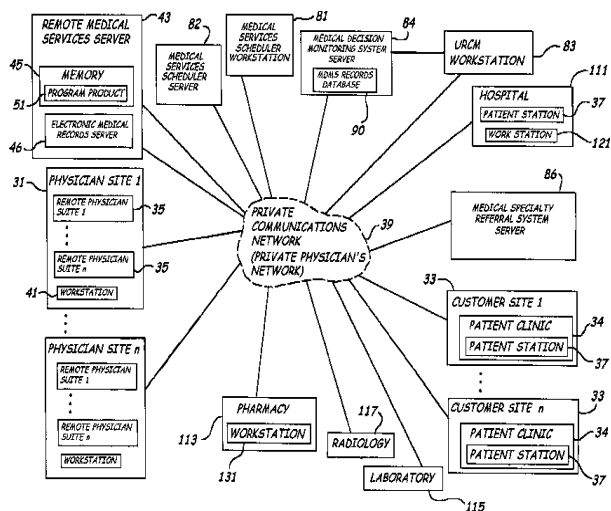 REMOTE MEDICAL
SERVICES SERVER
43
45
MEMORY
51
PROGRAM PRODUCT
ELECTRONIC MEDICAL
RECORDS SERVER
46
82
MEDICAL
SERVICES
SCHEDULER
SERVER
81
MEDICAL
SERVICES
SCHEDULER
WORKSTATION
84
MEDICAL DECISION
MONITORING SYSTEM
SERVER
MDMS RECORDS
DATABASE
90
URCM
WORKSTATION
83
111
HOSPITAL
PATIENT STATION
37
WORK STATION
121
31
PHYSICIAN SITE 1
REMOTE PHYSICIAN
SUITE 1
35
REMOTE PHYSICIAN
SUITE n
35
41
WORKSTATION
PRIVATE
COMMUNICATIONS
NETWORK
(PRIVATE PHYSICIAN'S
NETWORK)
39
86
MEDICAL SPECIALTY
REFERRAL SYSTEM
SERVER
33
CUSTOMER SITE 1
PATIENT CLINIC
34
PATIENT STATION
37
PHYSICIAN SITE n
REMOTE PHYSICIAN
SUITE 1
REMOTE PHYSICIAN
SUITE n
WORKSTATION
PHARMACY
113
WORKSTATION
131
117
RADIOLOGY
LABORATORY
115
CUSTOMER SITE n
33
PATIENT CLINIC
34
PATIENT STATION
37